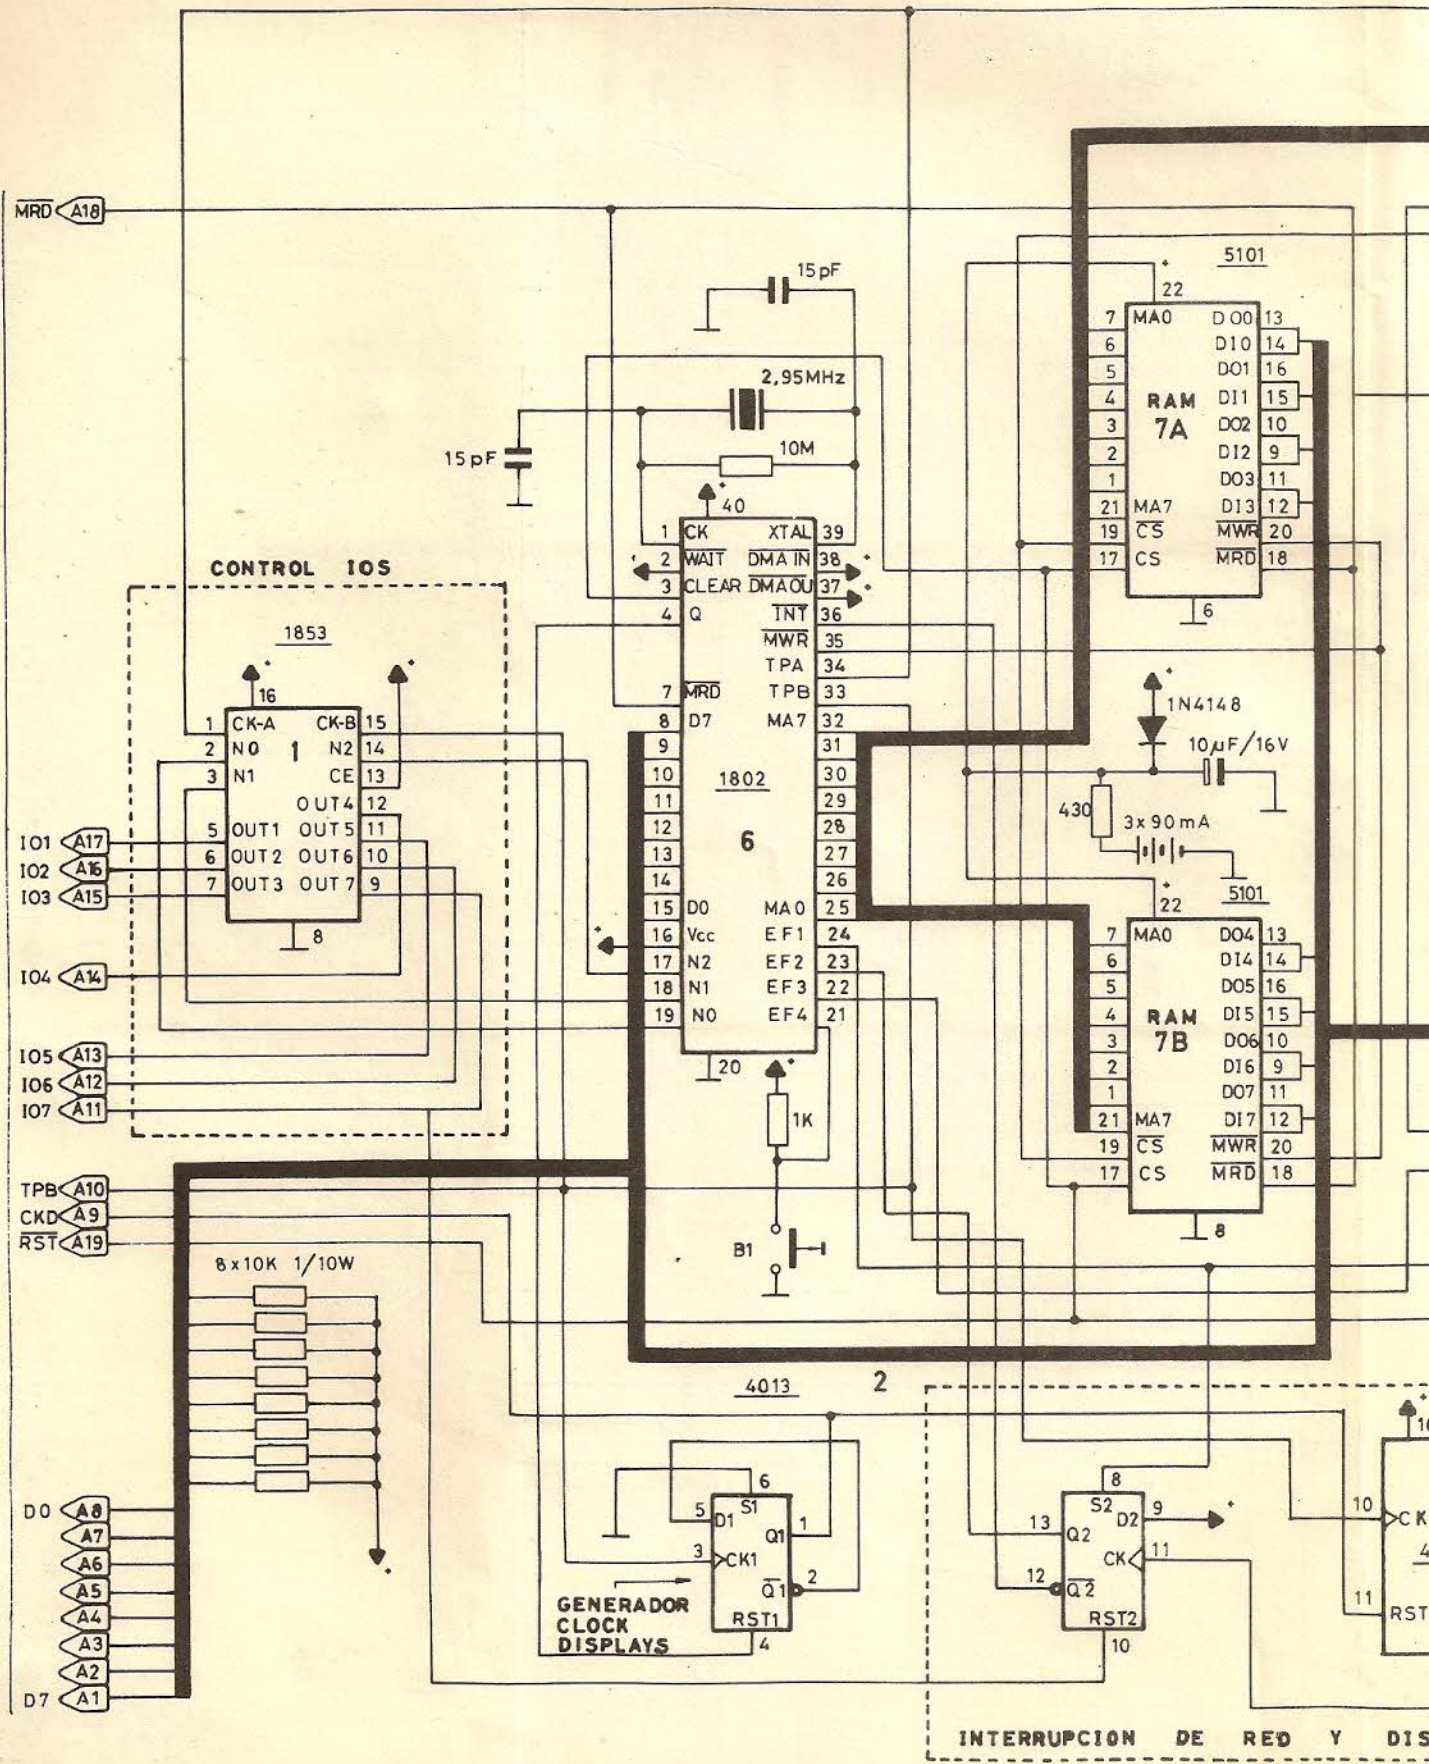 MRD A18
15pF
5101
22
7 MA0 DO0 13
6 DI0 14
5 DO1 16
4 RAM DI1 15
3 7A DO2 10
2 DI2 9
1 DO3 11
21 MA7 DI3 12
19 CS MWR 20
17 CS MRD 18
6
2,95MHz
15pF
10M
40
1 CK XTAL 39
2 WAIT DMA IN 38
3 CLEAR DMAOU 37
4 Q INT 36
MWR 35
TPA 34
7 MRD TPB 33
8 D7 MA7 32
9 31
10 1802 30
11 29
12 6 28
13 27
14 26
15 D0 MA0 25
16 Vcc EF1 24
17 N2 EF2 23
18 N1 EF3 22
19 N0 EF4 21
20
1K
B1
CONTROL IOS
1853
16
1 CK-A CK-B 15
2 N0 1 N2 14
3 N1 CE 13
OUT4 12
5 OUT1 OUT5 11
6 OUT2 OUT6 10
7 OUT3 OUT7 9
8
IO1 A17
IO2 A16
IO3 A15
IO4 A14
IO5 A13
IO6 A12
IO7 A11
1N4148
10µF/16V
430
3x90mA
5101
22
7 MA0 DO4 13
6 DI4 14
5 DO5 16
4 RAM DI5 15
3 7B DO6 10
2 DI6 9
1 DO7 11
21 MA7 DI7 12
19 CS MWR 20
17 CS MRD 18
8
TPB A10
CKD A9
RST A19
8x10K 1/10W
D0 A8
A7
A6
A5
A4
A3
A2
D7 A1
4013
2
6
5 S1
D1 Q1 1
3 CK1
Q1 2
RST1
4
GENERADOR
CLOCK
DISPLAYS
8
S2 D2 9
13 Q2
CK 11
12 Q2
RST2
10
10 CK
11 RST
INTERRUPCION DE RED Y DIS